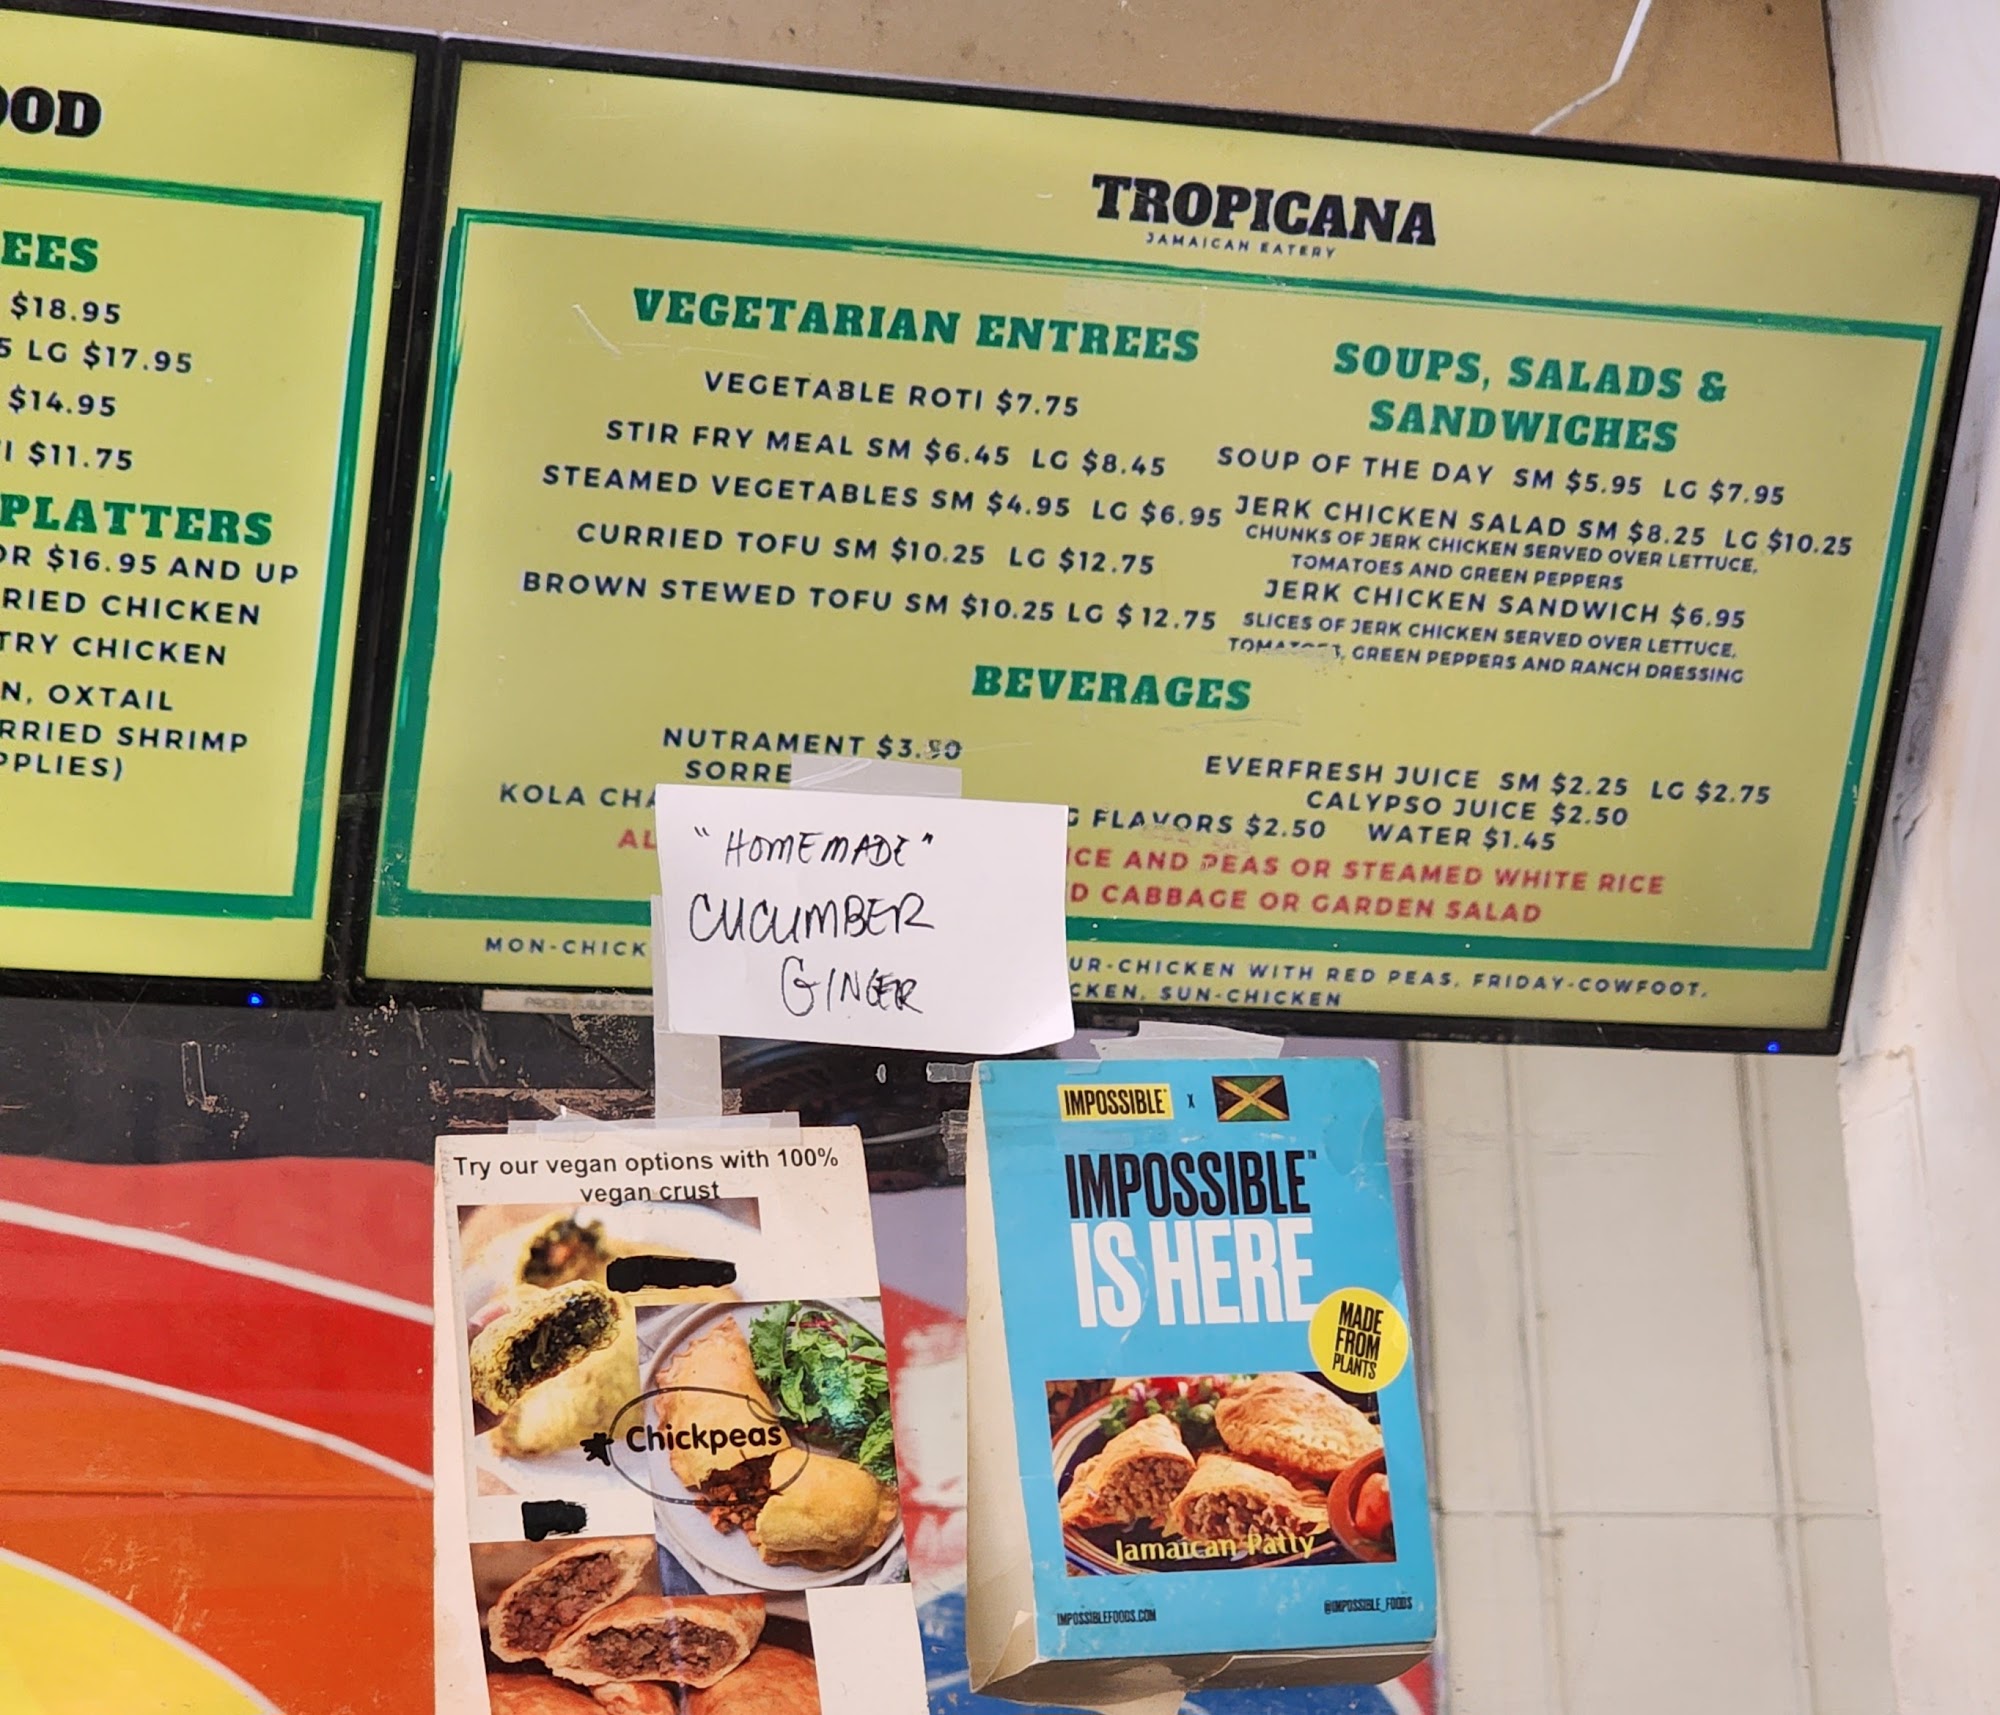 OOD
EES
$18.95
5 LG $17.95
$14.95
I $11.75
PLATTERS
OR $16.95 AND UP
RIED CHICKEN
TRY CHICKEN
N, OXTAIL
RRIED SHRIMP
PPLIES)
TROPICANA
JAMAICAN EATERY
VEGETARIAN ENTREES
VEGETABLE ROTI $7.75
STIR FRY MEAL SM $6.45 LG $8.45
STEAMED VEGETABLES SM $4.95 LG $6.95
CURRIED TOFU SM $10.25 LG $12.75
BROWN STEWED TOFU SM $10.25 LG $12.75
SOUPS, SALADS &
SANDWICHES
SOUP OF THE DAY SM $5.95 LG $7.95
JERK CHICKEN SALAD SM $8.25 LG $10.25
CHUNKS OF JERK CHICKEN SERVED OVER LETTUCE,
TOMATOES AND GREEN PEPPERS
JERK CHICKEN SANDWICH $6.95
SLICES OF JERK CHICKEN SERVED OVER LETTUCE,
TOMATOES, GREEN PEPPERS AND RANCH DRESSING
BEVERAGES
NUTRAMENT $3.50
SORRE
KOLA CHA
G FLAVORS $2.50
EVERFRESH JUICE SM $2.25 LG $2.75
CALYPSO JUICE $2.50
WATER $1.45
AL
ICE AND PEAS OR STEAMED WHITE RICE
D CABBAGE OR GARDEN SALAD
MON-CHICK
UR-CHICKEN WITH RED PEAS, FRIDAY-COWFOOT,
CKEN, SUN-CHICKEN
"HOMEMADE"
CUCUMBER
GINGER
PRICES SUBJECT TO
Try our vegan options with 100%
vegan crust
Chickpeas
IMPOSSIBLE™ x
IMPOSSIBLE™
IS HERE
MADE
FROM
PLANTS
Jamaican Patty
IMPOSSIBLEFOODS.COM
@IMPOSSIBLE_FOODS